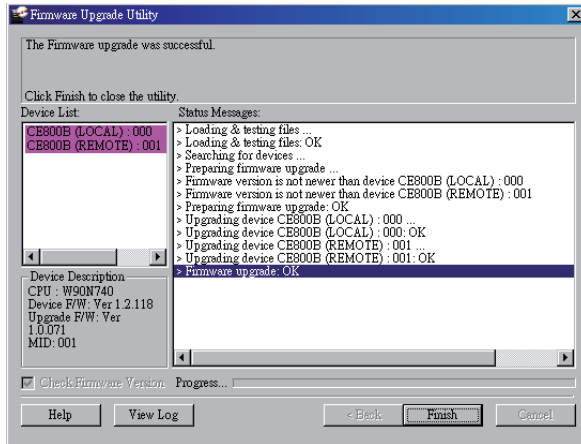 Firmware Upgrade Utility
The Firmware upgrade was successful.
Click Finish to close the utility.
Device List:
CE800B (LOCAL) : 000
CE800B (REMOTE) : 001
Status Messages:
> Loading & testing files ...
> Loading & testing files: OK
> Searching for devices ...
> Preparing firmware upgrade ...
> Firmware version is not newer than device CE800B (LOCAL) : 000
> Firmware version is not newer than device CE800B (REMOTE) : 001
> Preparing firmware upgrade: OK
> Upgrading device CE800B (LOCAL) : 000 ...
> Upgrading device CE800B (LOCAL) : 000: OK
> Upgrading device CE800B (REMOTE) : 001 ...
> Upgrading device CE800B (REMOTE) : 001: OK
> Firmware upgrade: OK
Device Description
CPU : W90N740
Device F/W: Ver 1.2.118
Upgrade F/W: Ver
1.0.071
MID: 001
Check Firmware Version
Progress...
Help
View Log
< Back
Finish
Cancel